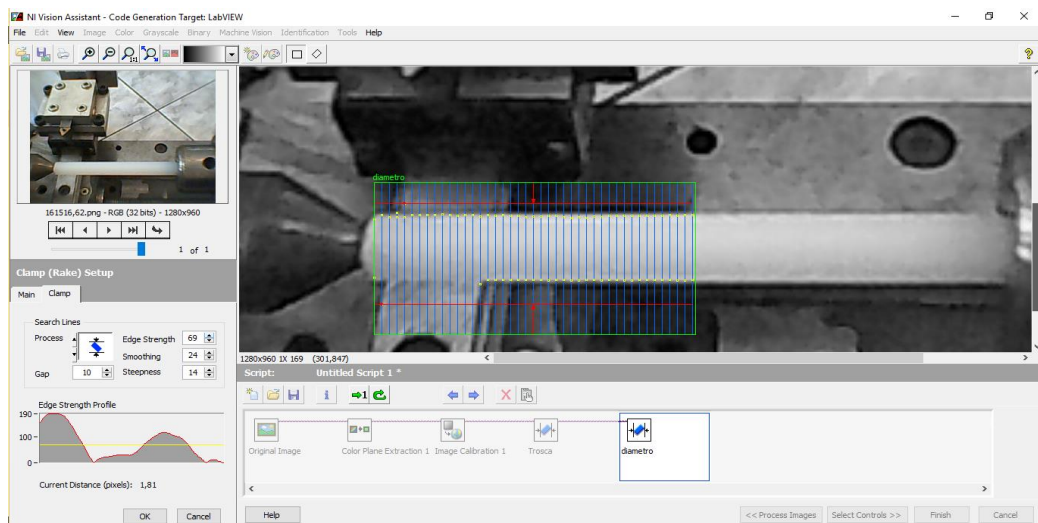 NI Vision Assistant - Code Generation Target: LabVIEW
File Edit View Image Color Grayscale Binary Machine Vision Identification Tools Help
1:1
161516,62.png - RGB (32 bits) - 1280x960
1 of 1
Clamp (Rake) Setup
Main Clamp
Search Lines
Process
Edge Strength 69
Smoothing 24
Gap 10
Steepness 14
Edge Strength Profile
190
100
0
Current Distance (pixels): 1,81
OK Cancel
diametro
1280x960 1X 169 (301,847)
Script: Untitled Script 1 *
1
Original Image Color Plane Extraction 1 Image Calibration 1 Trosca diametro
Help << Process Images Select Controls >> Finish Cancel